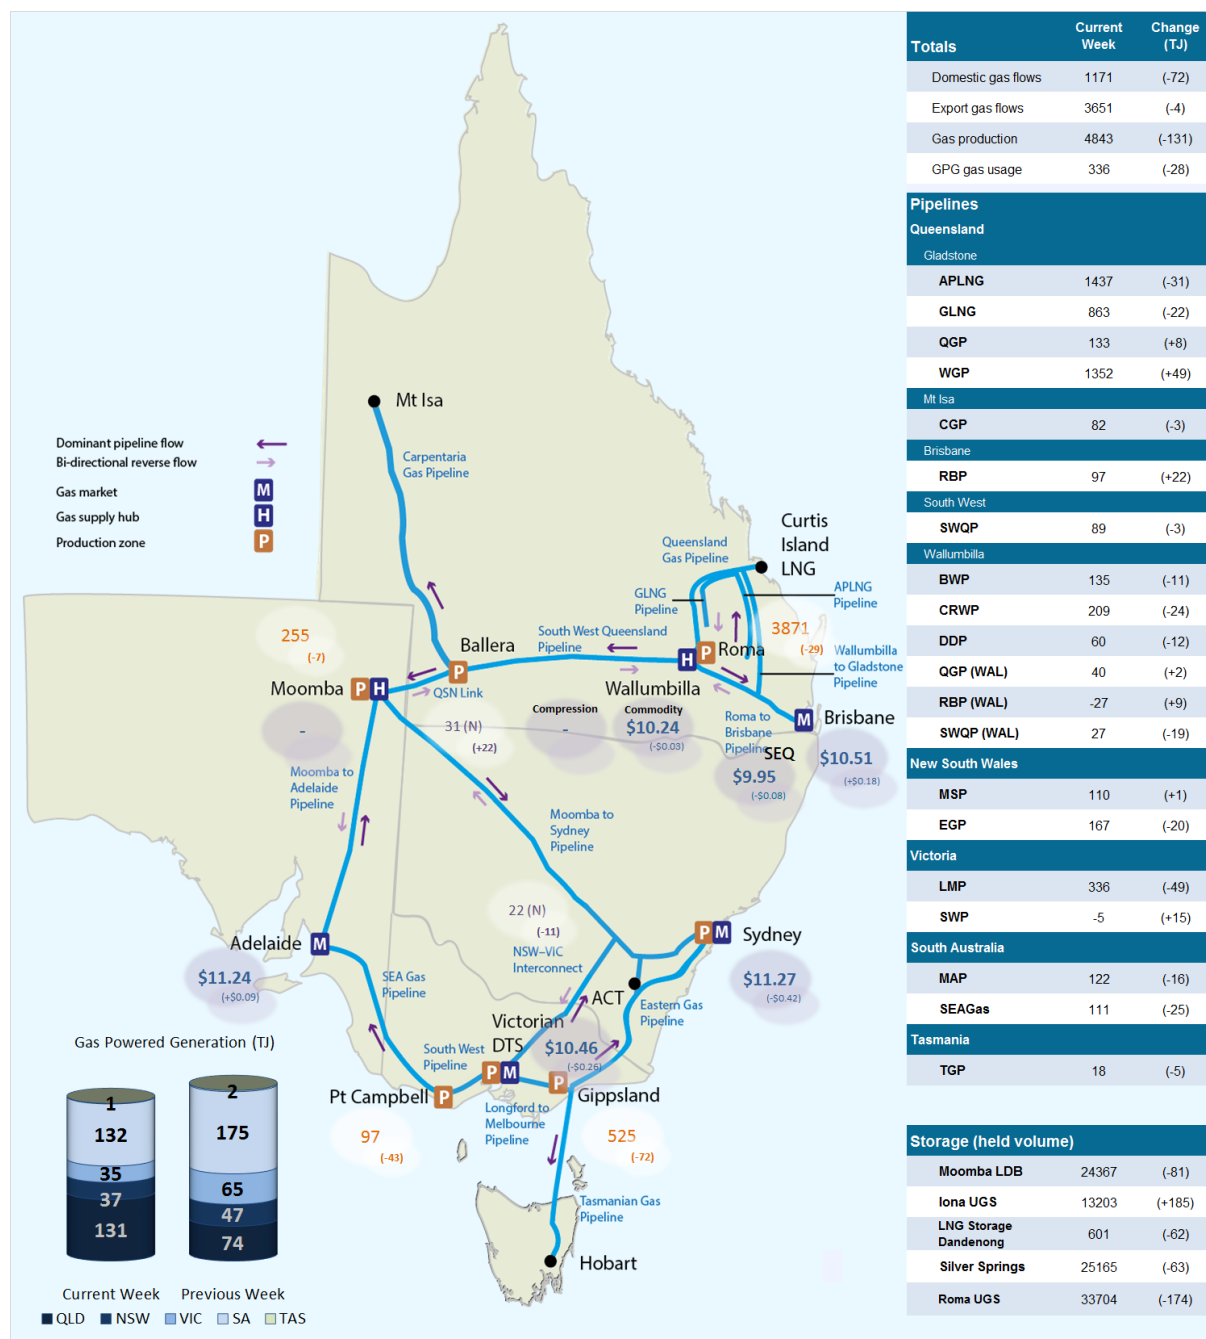 Mt Isa
Carpentaria
Gas Pipeline
Dominant pipeline flow
Bi-directional reverse flow
Gas market
M
Gas supply hub
H
Production zone
P
Curtis
Island
LNG
Queensland
Gas Pipeline
GLNG
Pipeline
APLNG
Pipeline
3871
(-29)
Wallumbilla
to Gladstone
Pipeline
255
(-7)
Ballera
South West Queensland
Pipeline
H
P
Roma
Moomba
P
H
P
QSN Link
Wallumbilla
-
31 (N)
(+22)
Compression
-
Commodity
$10.24
(-$0.03)
Roma to
Brisbane
Pipeline
SEQ
$9.95
(-$0.08)
M
Brisbane
$10.51
(+$0.18)
Moomba to
Adelaide
Pipeline
Moomba to
Sydney
Pipeline
22 (N)
(-11)
NSW–VIC
Interconnect
P
M
Sydney
$11.27
(-$0.42)
Adelaide
M
$11.24
(+$0.09)
SEA Gas
Pipeline
ACT
Eastern Gas
Pipeline
Victorian
DTS
$10.46
(-$0.26)
South West
Pipeline
P
M
P
Gippsland
Pt Campbell
P
97
(-43)
Longford to
Melbourne
Pipeline
525
(-72)
Tasmanian Gas
Pipeline
Hobart
Gas Powered Generation (TJ)
1
132
35
37
131
2
175
65
47
74
Current Week
Previous Week
QLD NSW VIC SA TAS
Totals Current Week Change (TJ)
Domestic gas flows 1171 (-72)
Export gas flows 3651 (-4)
Gas production 4843 (-131)
GPG gas usage 336 (-28)
Pipelines
Queensland
Gladstone
APLNG 1437 (-31)
GLNG 863 (-22)
QGP 133 (+8)
WGP 1352 (+49)
Mt Isa
CGP 82 (-3)
Brisbane
RBP 97 (+22)
South West
SWQP 89 (-3)
Wallumbilla
BWP 135 (-11)
CRWP 209 (-24)
DDP 60 (-12)
QGP (WAL) 40 (+2)
RBP (WAL) -27 (+9)
SWQP (WAL) 27 (-19)
New South Wales
MSP 110 (+1)
EGP 167 (-20)
Victoria
LMP 336 (-49)
SWP -5 (+15)
South Australia
MAP 122 (-16)
SEAGas 111 (-25)
Tasmania
TGP 18 (-5)
Storage (held volume)
Moomba LDB 24367 (-81)
Iona UGS 13203 (+185)
LNG Storage
Dandenong 601 (-62)
Silver Springs 25165 (-63)
Roma UGS 33704 (-174)